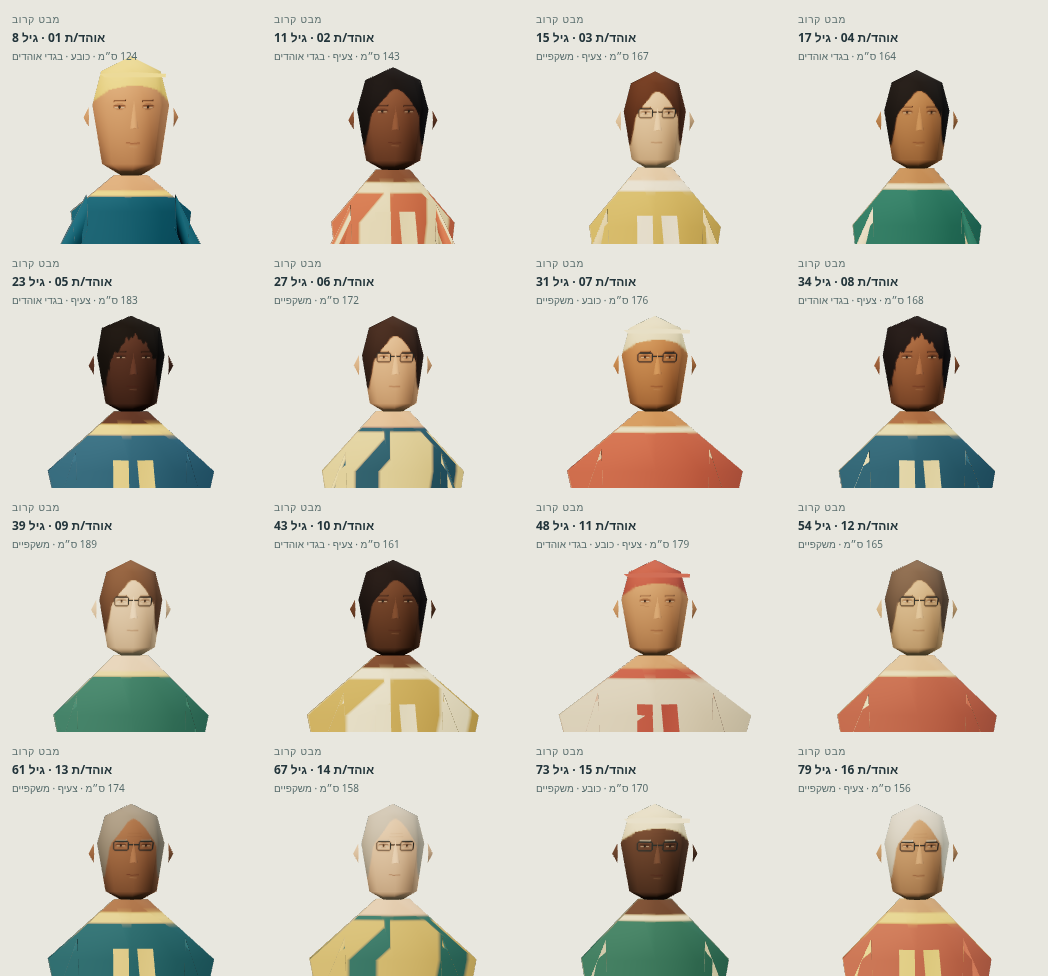 מבט קרוב
אוהד/ת 01 · גיל 8
124 ס״מ · כובע · בגדי אוהדים
מבט קרוב
אוהד/ת 02 · גיל 11
143 ס״מ · צעיף · בגדי אוהדים
מבט קרוב
אוהד/ת 03 · גיל 15
167 ס״מ · משקפיים
מבט קרוב
אוהד/ת 04 · גיל 17
164 ס״מ · בגדי אוהדים
מבט קרוב
אוהד/ת 05 · גיל 23
183 ס״מ · צעיף · בגדי אוהדים
מבט קרוב
אוהד/ת 06 · גיל 27
172 ס״מ · משקפיים
מבט קרוב
אוהד/ת 07 · גיל 31
176 ס״מ · כובע · משקפיים
מבט קרוב
אוהד/ת 08 · גיל 34
168 ס״מ · צעיף · בגדי אוהדים
מבט קרוב
אוהד/ת 09 · גיל 39
189 ס״מ · משקפיים
מבט קרוב
אוהד/ת 10 · גיל 43
161 ס״מ · צעיף · בגדי אוהדים
מבט קרוב
אוהד/ת 11 · גיל 48
179 ס״מ · צעיף · כובע · בגדי אוהדים
מבט קרוב
אוהד/ת 12 · גיל 54
165 ס״מ · משקפיים
מבט קרוב
אוהד/ת 13 · גיל 61
174 ס״מ · צעיף · משקפיים
מבט קרוב
אוהד/ת 14 · גיל 67
158 ס״מ · משקפיים
מבט קרוב
אוהד/ת 15 · גיל 73
170 ס״מ · כובע · משקפיים
מבט קרוב
אוהד/ת 16 · גיל 79
156 ס״מ · צעיף · משקפיים